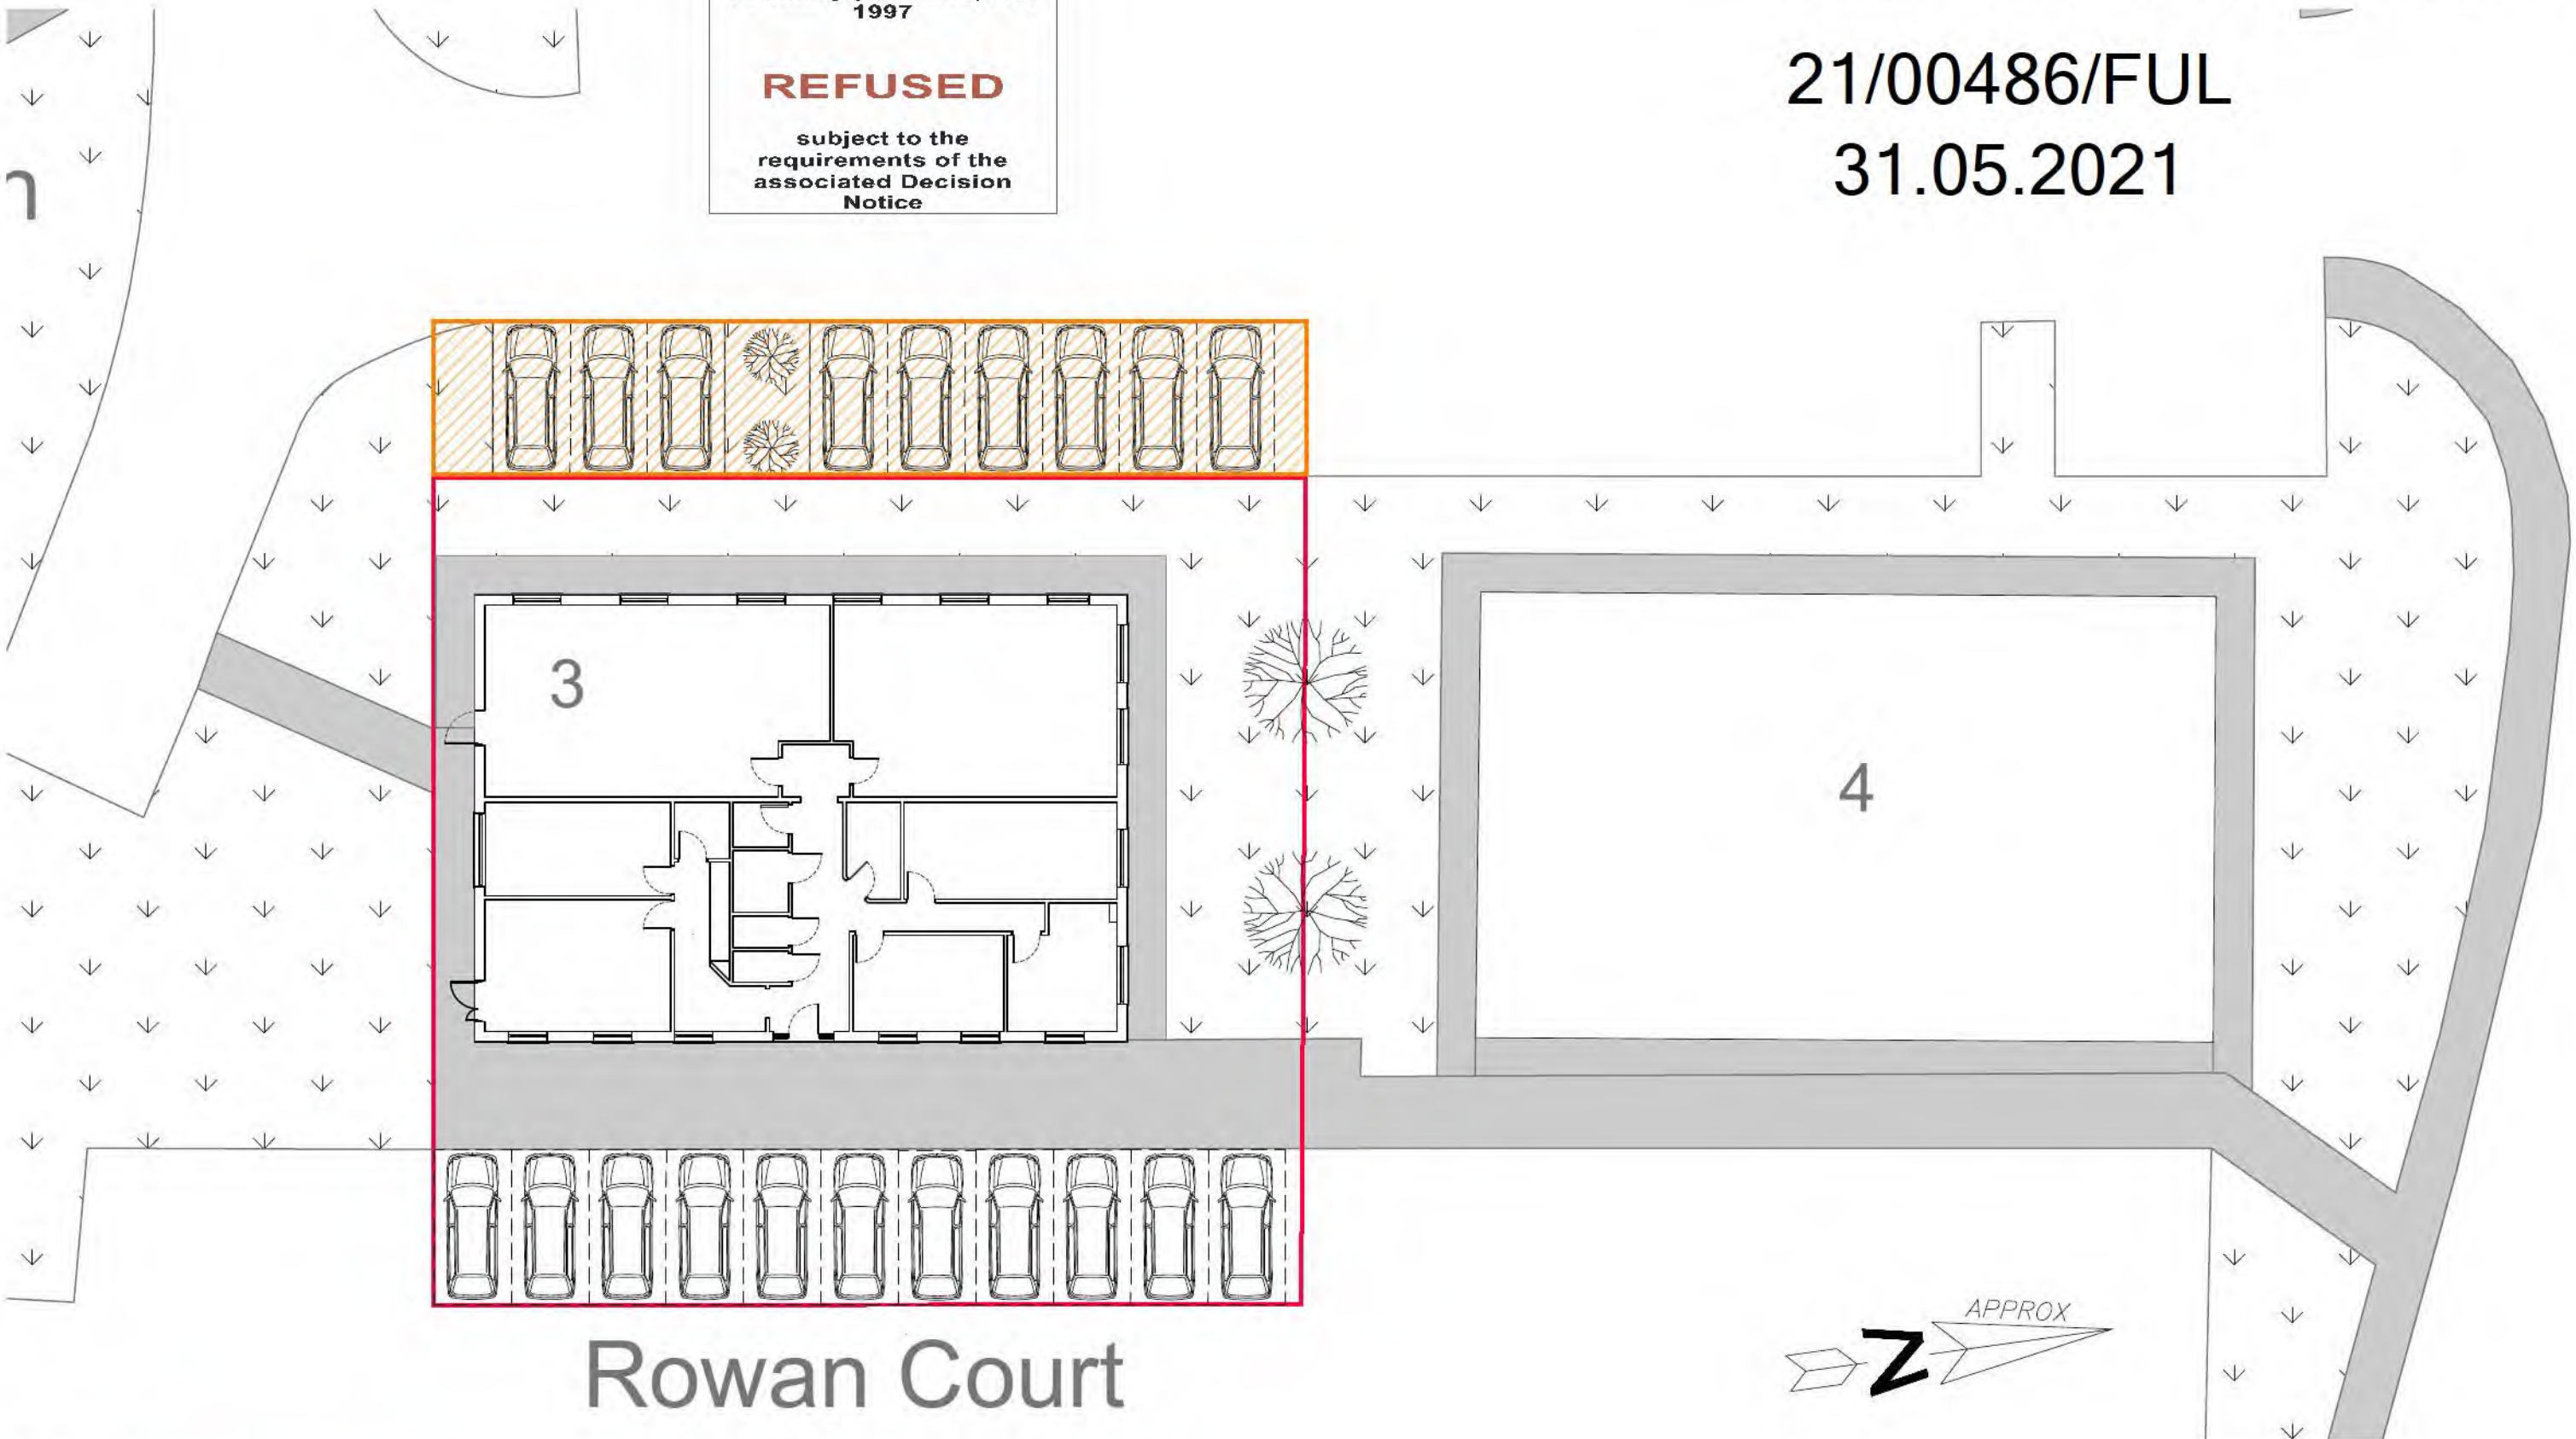 1997
REFUSED
subject to the
requirements of the
associated Decision
Notice
21/00486/FUL
31.05.2021
3
4
Rowan Court
APPROX
N